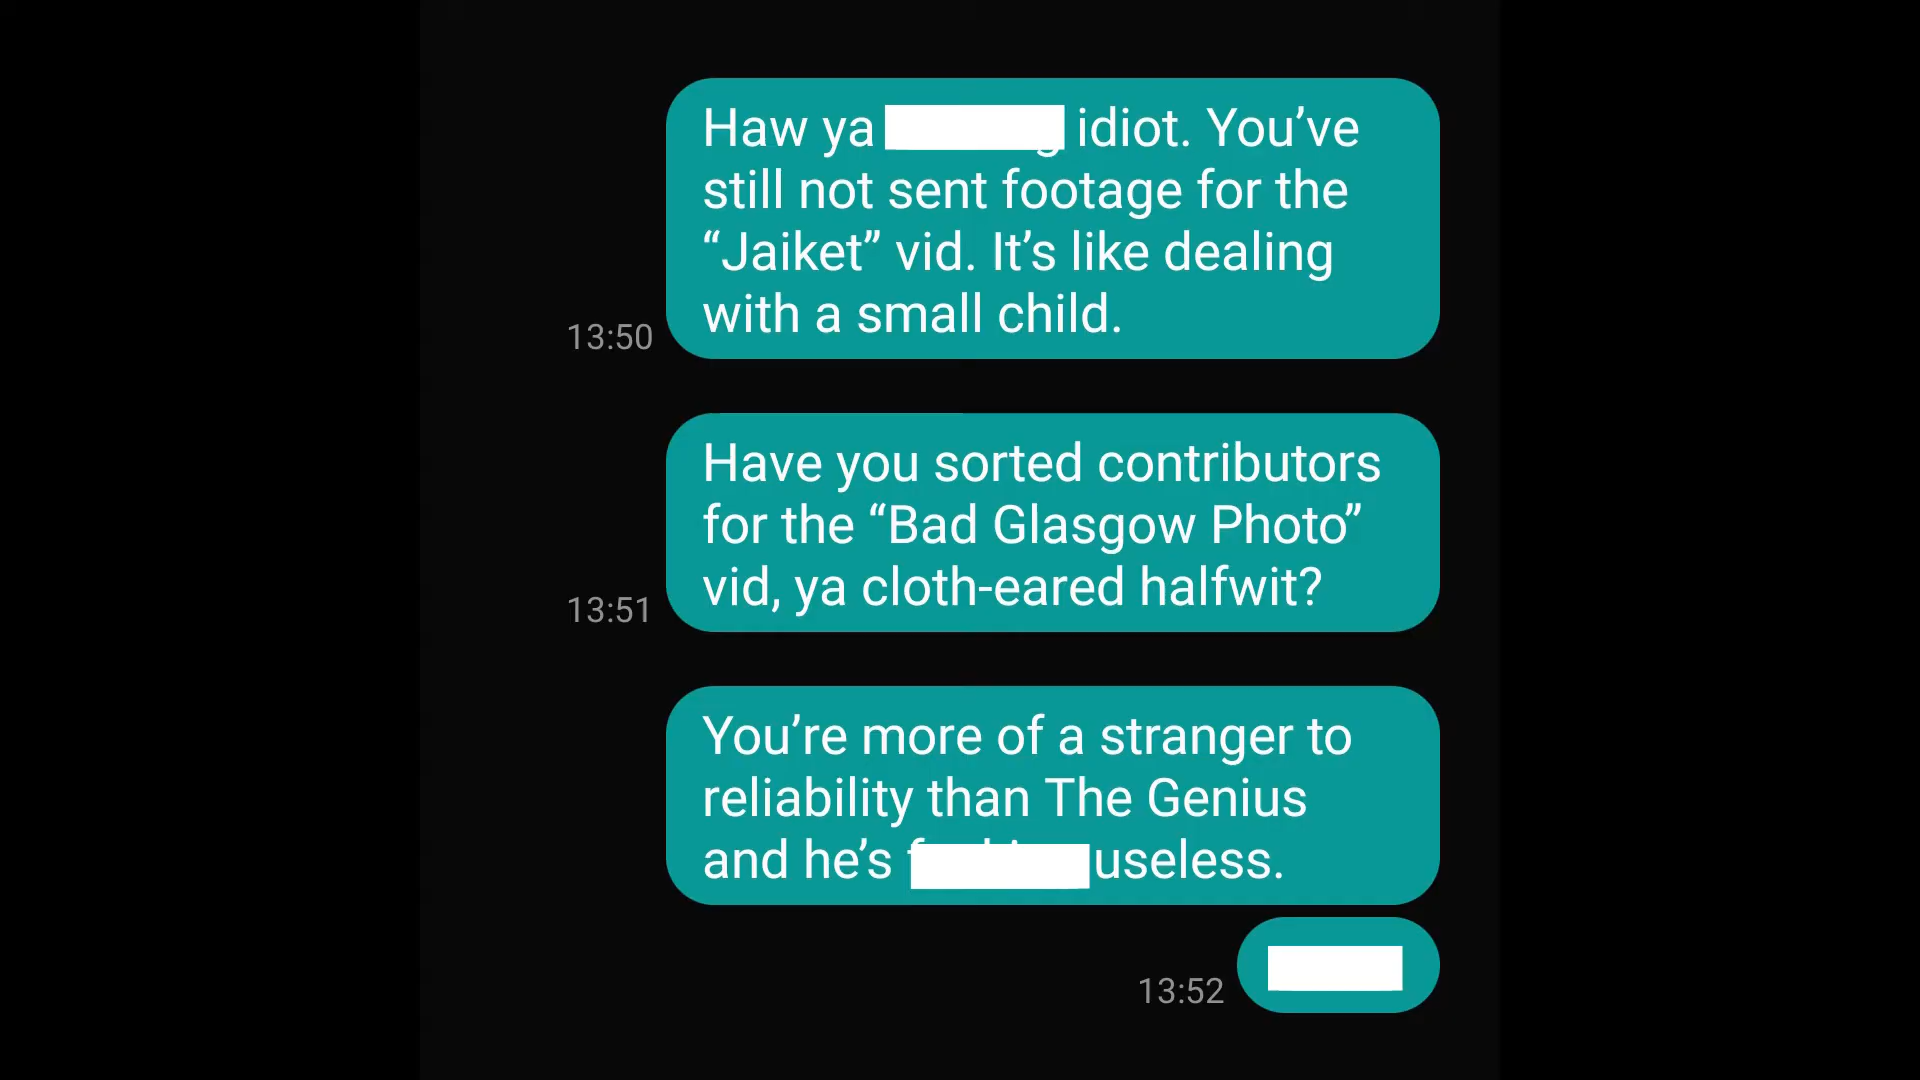 Haw ya idiot. You’ve
still not sent footage for the
“Jaiket” vid. It’s like dealing
with a small child.
13:50
Have you sorted contributors
for the “Bad Glasgow Photo”
vid, ya cloth-eared halfwit?
13:51
You’re more of a stranger to
reliability than The Genius
and he’s useless.
13:52